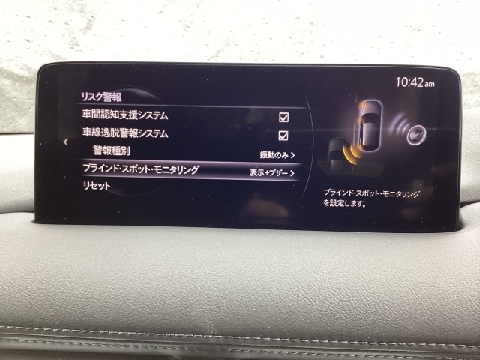 10:42am
リスク警報
車間認知支援システム
車線逸脱警報システム
警報種別 振動のみ
ブラインド・スポット・モニタリング 表示+ブザー
リセット
ブラインド・スポット・モニタリング
を設定します。